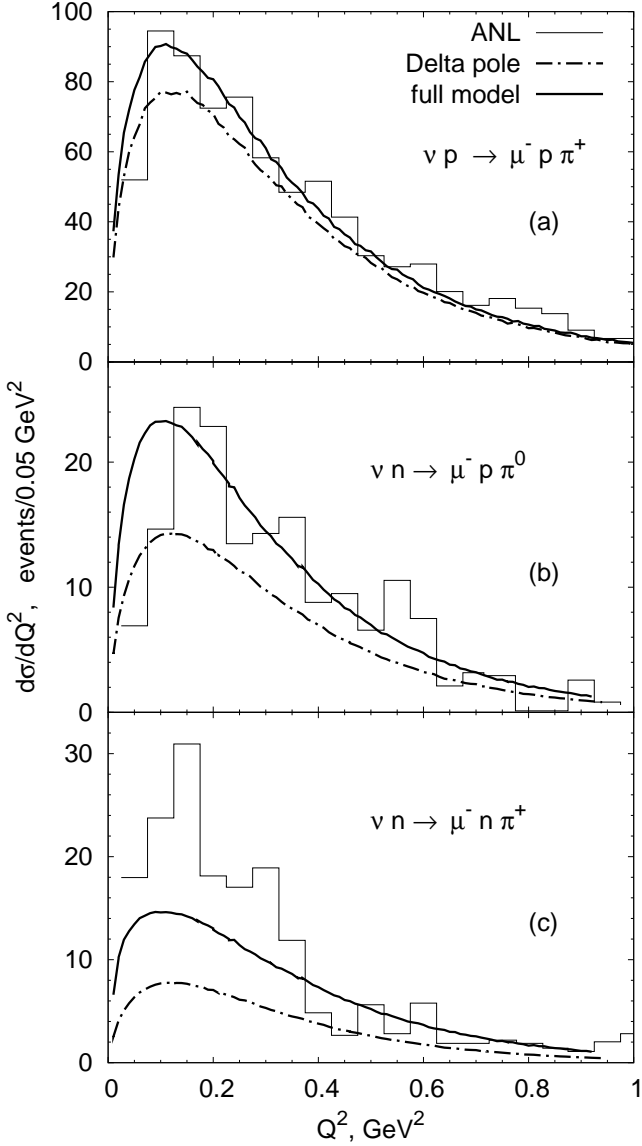 100
80
60
40
20
0
ANL
Delta pole
full model
ν p → μ⁻ p π⁺
(a)
20
10
0
ν n → μ⁻ p π⁰
(b)
dσ/dQ², events/0.05 GeV²
30
20
10
0
ν n → μ⁻ n π⁺
(c)
0 0.2 0.4 0.6 0.8 1
Q², GeV²